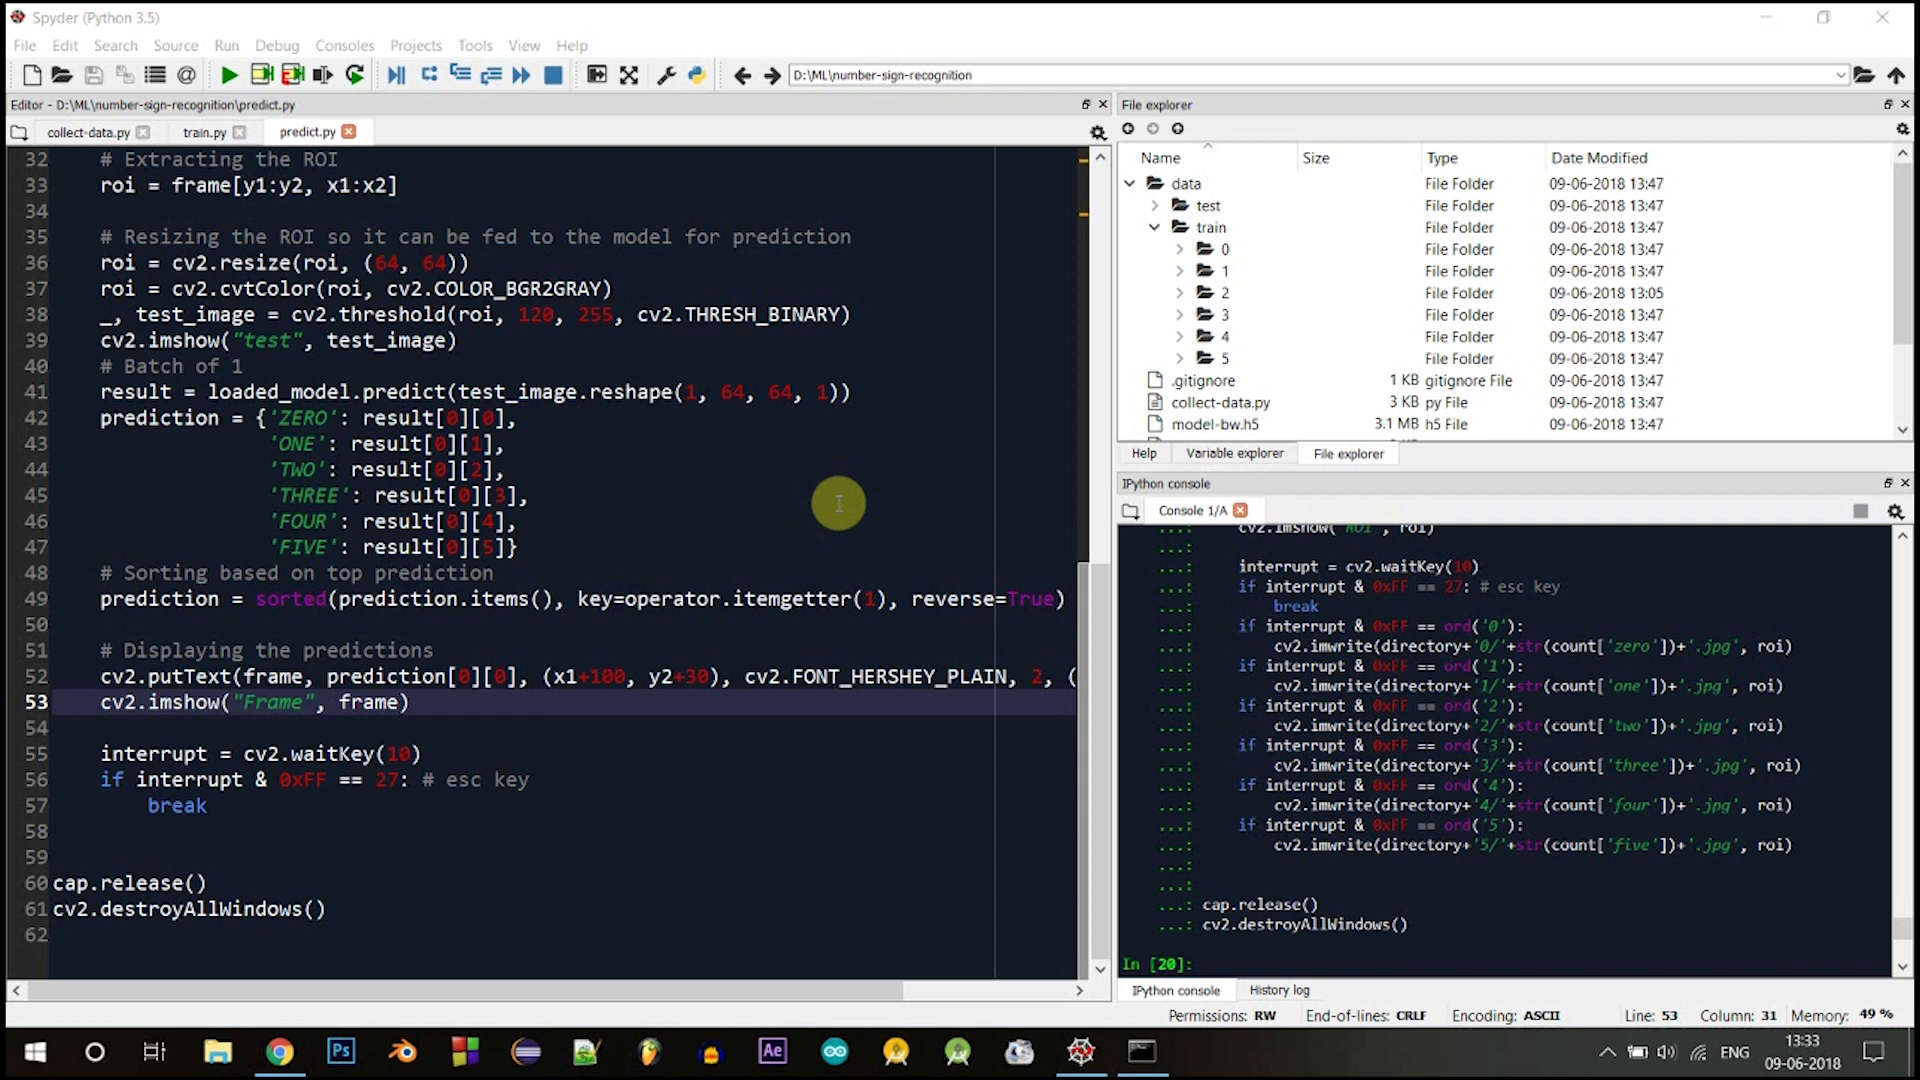 Spyder (Python 3.5)
File Edit Search Source Run Debug Consoles Projects Tools View Help
D:\ML\number-sign-recognition
Editor - D:\ML\number-sign-recognition\predict.py
collect-data.py train.py predict.py
32 # Extracting the ROI
33 roi = frame[y1:y2, x1:x2]
34
35 # Resizing the ROI so it can be fed to the model for prediction
36 roi = cv2.resize(roi, (64, 64))
37 roi = cv2.cvtColor(roi, cv2.COLOR_BGR2GRAY)
38 _, test_image = cv2.threshold(roi, 120, 255, cv2.THRESH_BINARY)
39 cv2.imshow("test", test_image)
40 # Batch of 1
41 result = loaded_model.predict(test_image.reshape(1, 64, 64, 1))
42 prediction = {'ZERO': result[0][0],
43 'ONE': result[0][1],
44 'TWO': result[0][2],
45 'THREE': result[0][3],
46 'FOUR': result[0][4],
47 'FIVE': result[0][5]}
48 # Sorting based on top prediction
49 prediction = sorted(prediction.items(), key=operator.itemgetter(1), reverse=True)
50
51 # Displaying the predictions
52 cv2.putText(frame, prediction[0][0], (x1+100, y2+30), cv2.FONT_HERSHEY_PLAIN, 2, (
53 cv2.imshow("Frame", frame)
54
55 interrupt = cv2.waitKey(10)
56 if interrupt & 0xFF == 27: # esc key
57 break
58
59
60 cap.release()
61 cv2.destroyAllWindows()
62
File explorer
Name Size Type Date Modified
data File Folder 09-06-2018 13:47
test File Folder 09-06-2018 13:47
train File Folder 09-06-2018 13:47
0 File Folder 09-06-2018 13:47
1 File Folder 09-06-2018 13:47
2 File Folder 09-06-2018 13:05
3 File Folder 09-06-2018 13:47
4 File Folder 09-06-2018 13:47
5 File Folder 09-06-2018 13:47
.gitignore 1 KB gitignore File 09-06-2018 13:47
collect-data.py 3 KB py File 09-06-2018 13:47
model-bw.h5 3.1 MB h5 File 09-06-2018 13:47
Help Variable explorer File explorer
IPython console
Console 1/A
...: cv2.imshow("ROI", roi)
...:
...: interrupt = cv2.waitKey(10)
...: if interrupt & 0xFF == 27: # esc key
...: break
...: if interrupt & 0xFF == ord('0'):
...: cv2.imwrite(directory+'0/'+str(count['zero'])+'.jpg', roi)
...: if interrupt & 0xFF == ord('1'):
...: cv2.imwrite(directory+'1/'+str(count['one'])+'.jpg', roi)
...: if interrupt & 0xFF == ord('2'):
...: cv2.imwrite(directory+'2/'+str(count['two'])+'.jpg', roi)
...: if interrupt & 0xFF == ord('3'):
...: cv2.imwrite(directory+'3/'+str(count['three'])+'.jpg', roi)
...: if interrupt & 0xFF == ord('4'):
...: cv2.imwrite(directory+'4/'+str(count['four'])+'.jpg', roi)
...: if interrupt & 0xFF == ord('5'):
...: cv2.imwrite(directory+'5/'+str(count['five'])+'.jpg', roi)
...:
...:
...: cap.release()
...: cv2.destroyAllWindows()
In [20]:
IPython console History log
Permissions: RW End-of-lines: CRLF Encoding: ASCII Line: 53 Column: 31 Memory: 49 %
Ps Ae ENG 13:33
09-06-2018